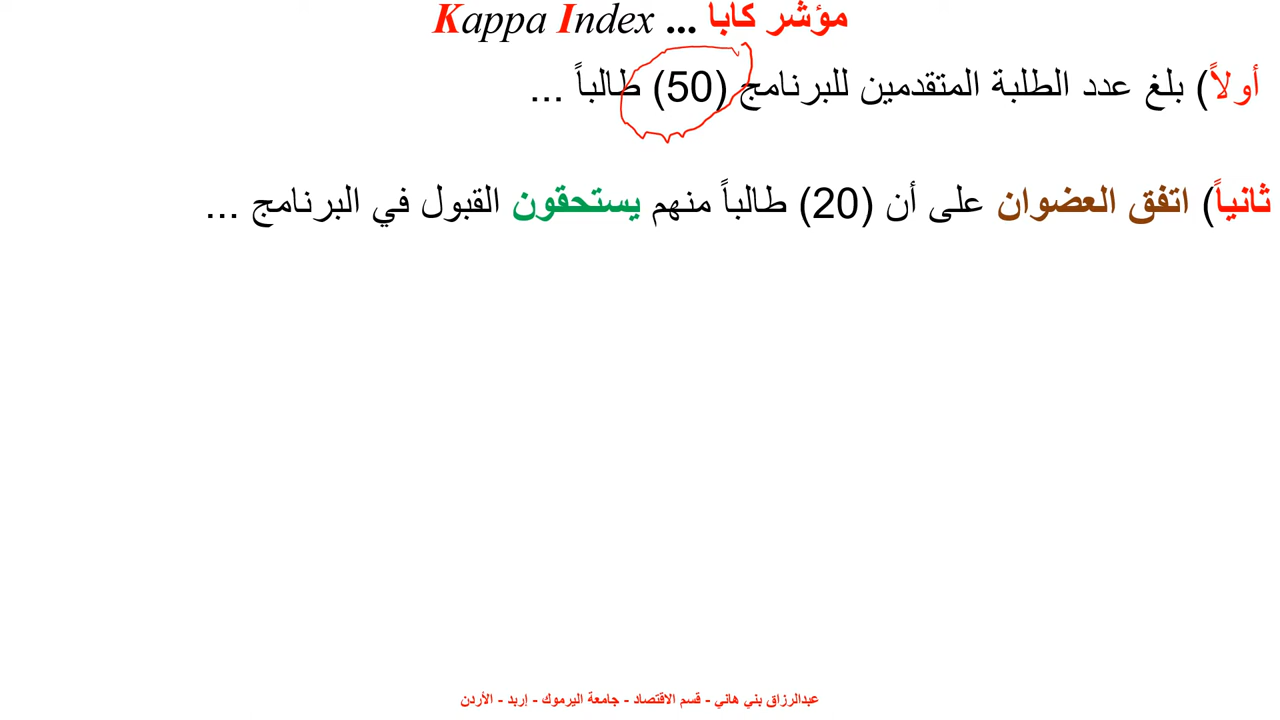 مؤشر كابا ... Kappa Index
أولاً) بلغ عدد الطلبة المتقدمين للبرنامج (50) طالباً ...
ثانياً) اتفق العضوان على أن (20) طالباً منهم يستحقون القبول في البرنامج ...
عبدالرزاق بني هاني - قسم الاقتصاد - جامعة اليرموك - إربد - الأردن